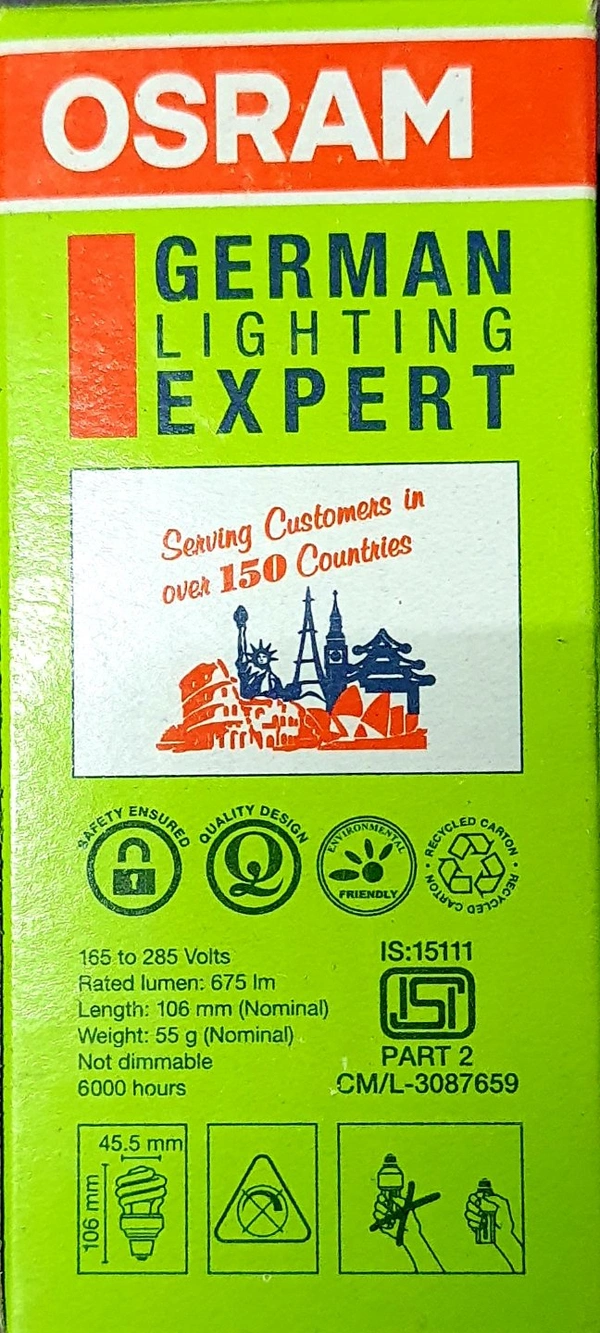 OSRAM
GERMAN
LIGHTING
EXPERT
Serving Customers in
over 150 Countries
SAFETY ENSURED
QUALITY DESIGN
ENVIRONMENTAL
FRIENDLY
RECYCLED CARTON • RECYCLED CARTON •
165 to 285 Volts
Rated lumen: 675 lm
Length: 106 mm (Nominal)
Weight: 55 g (Nominal)
Not dimmable
6000 hours
IS:15111
ISI
PART 2
CM/L-3087659
45.5 mm
106 mm